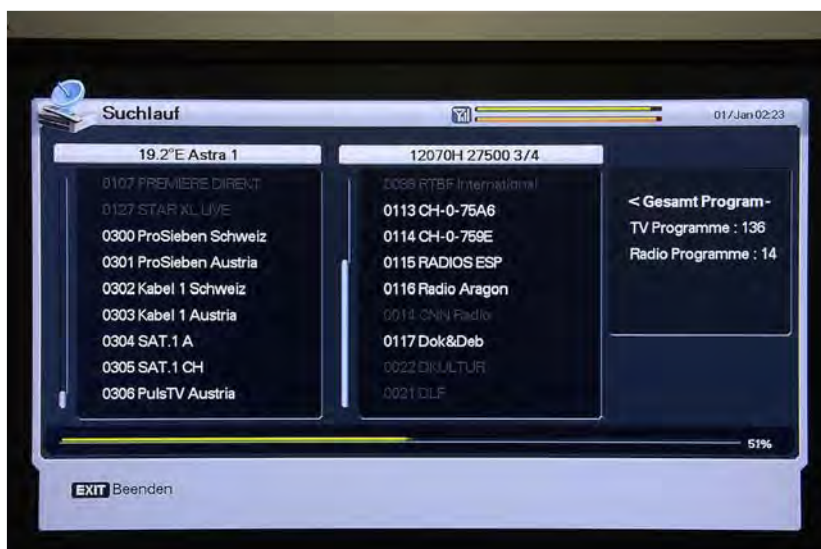 Suchlauf
01/Jan 02:23
19.2°E Astra 1
12070H 27500 3/4
0107 PREMIERE DIREKT
0127 STAR XL LIVE
0300 ProSieben Schweiz
0301 ProSieben Austria
0302 Kabel 1 Schweiz
0303 Kabel 1 Austria
0304 SAT.1 A
0305 SAT.1 CH
0306 PulsTV Austria
RTBF International
0113 CH-0-75A6
0114 CH-0-759E
0115 RADIOS ESP
0116 Radio Aragon
0014 CNN Radio
0117 Dok&Deb
0022 DKULTUR
0021 DLF
< Gesamt Program-
TV Programme : 136
Radio Programme : 14
51%
EXIT Beenden